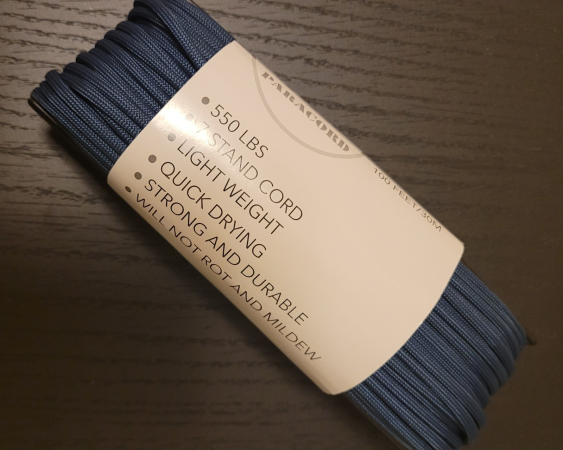 PARACORD
100 FEET/30M
• 550 LBS
• 7 STAND CORD
• LIGHT WEIGHT
• QUICK DRYING
• STRONG AND DURABLE
• WILL NOT ROT AND MILDEW